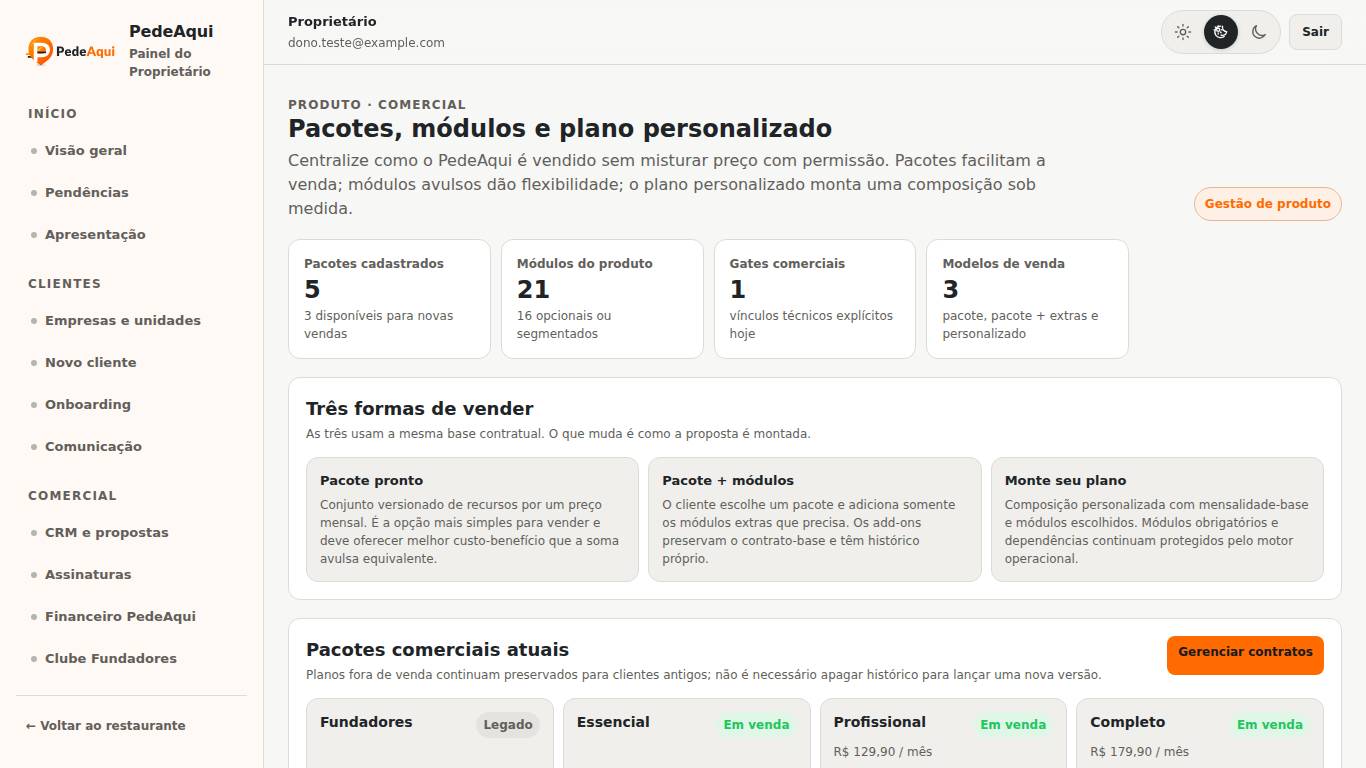 PedeAqui
PedeAqui
Painel do
Proprietário
INÍCIO
Visão geral
Pendências
Apresentação
CLIENTES
Empresas e unidades
Novo cliente
Onboarding
Comunicação
COMERCIAL
CRM e propostas
Assinaturas
Financeiro PedeAqui
Clube Fundadores
← Voltar ao restaurante
Proprietário
dono.teste@example.com
Sair
PRODUTO · COMERCIAL
Pacotes, módulos e plano personalizado
Centralize como o PedeAqui é vendido sem misturar preço com permissão. Pacotes facilitam a
venda; módulos avulsos dão flexibilidade; o plano personalizado monta uma composição sob
medida.
Gestão de produto
Pacotes cadastrados
5
3 disponíveis para novas
vendas
Módulos do produto
21
16 opcionais ou
segmentados
Gates comerciais
1
vínculos técnicos explícitos
hoje
Modelos de venda
3
pacote, pacote + extras e
personalizado
Três formas de vender
As três usam a mesma base contratual. O que muda é como a proposta é montada.
Pacote pronto
Conjunto versionado de recursos por um preço
mensal. É a opção mais simples para vender e
deve oferecer melhor custo-benefício que a soma
avulsa equivalente.
Pacote + módulos
O cliente escolhe um pacote e adiciona somente
os módulos extras que precisa. Os add-ons
preservam o contrato-base e têm histórico
próprio.
Monte seu plano
Composição personalizada com mensalidade-base
e módulos escolhidos. Módulos obrigatórios e
dependências continuam protegidos pelo motor
operacional.
Pacotes comerciais atuais
Planos fora de venda continuam preservados para clientes antigos; não é necessário apagar histórico para lançar uma nova versão.
Gerenciar contratos
Fundadores
Legado
Essencial
Em venda
Profissional
Em venda
R$ 129,90 / mês
Completo
Em venda
R$ 179,90 / mês